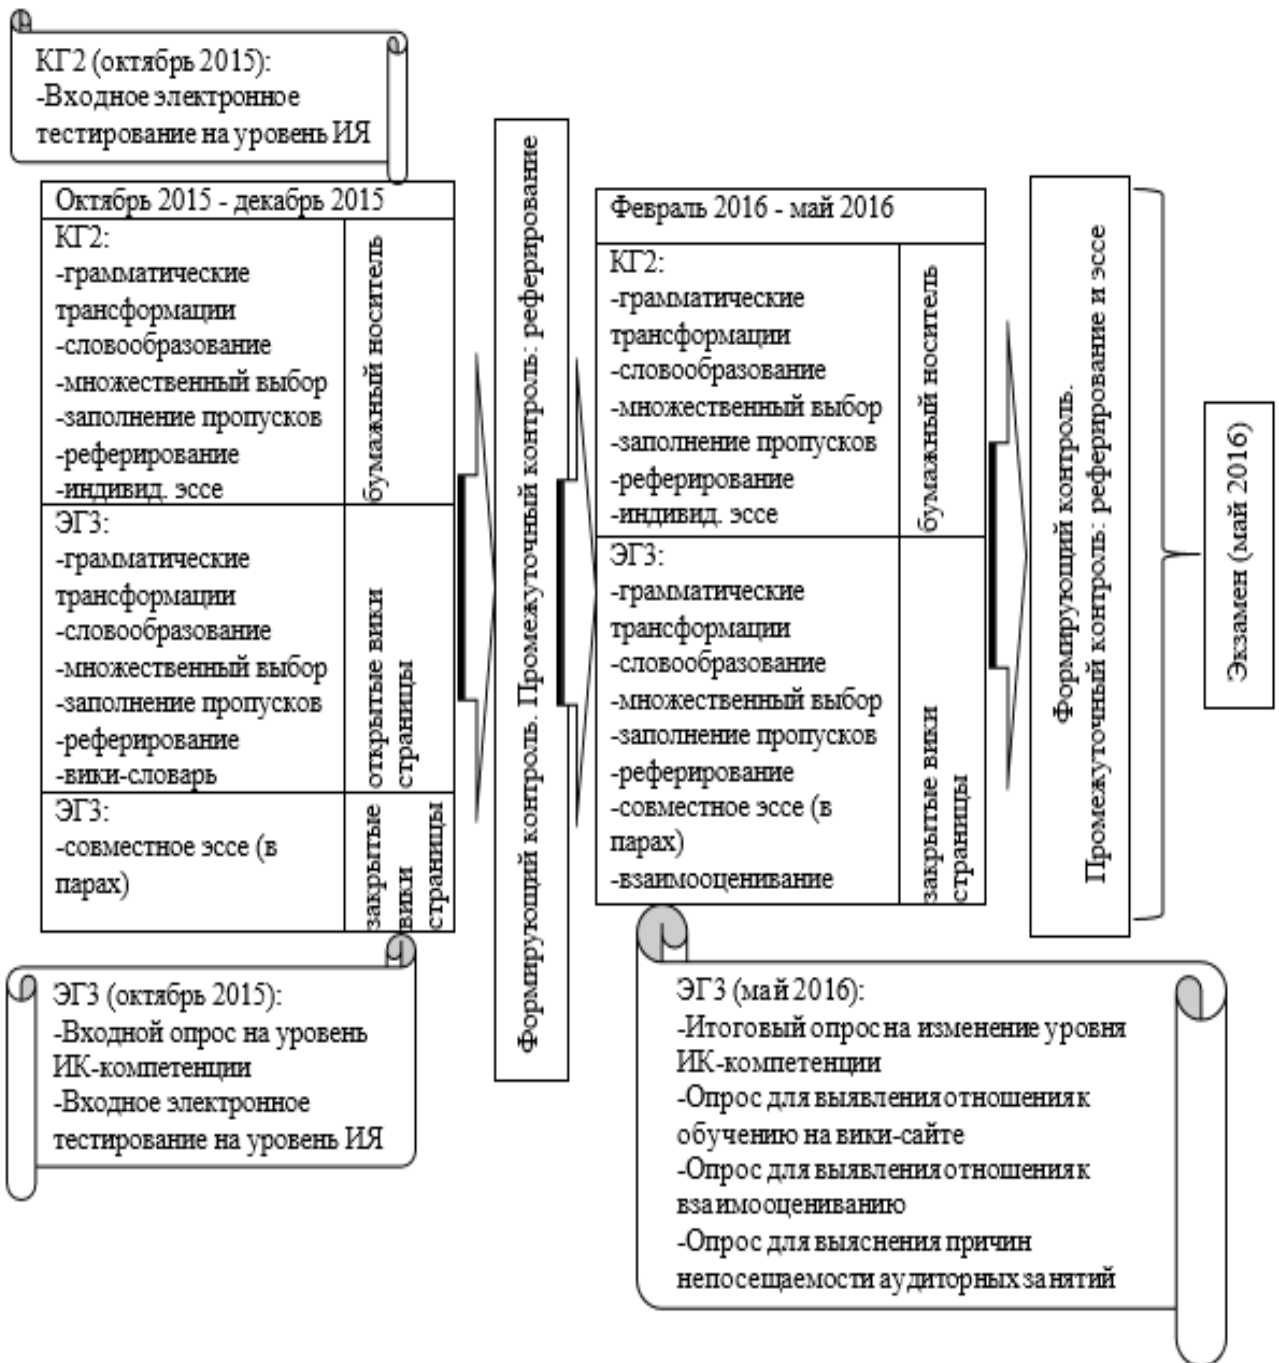 КГ2 (октябрь 2015):
-Входное электронное
тестирование на уровень ИЯ
Октябрь 2015 - декабрь 2015
КГ2:
-грамматические
трансформации
-словообразование
-множественный выбор
-заполнение пропусков
-реферирование
-индивид. эссе
бумажный носитель
ЭГ3:
-грамматические
трансформации
-словообразование
-множественный выбор
-заполнение пропусков
-реферирование
-вики-словарь
открытые вики
страницы
ЭГ3:
-совместное эссе (в
парах)
закрытые
вики
страницы
ЭГ3 (октябрь 2015):
-Входной опрос на уровень
ИК-компетенции
-Входное электронное
тестирование на уровень ИЯ
Формирующий контроль. Промежуточный контроль: реферирование
Февраль 2016 - май 2016
КГ2:
-грамматические
трансформации
-словообразование
-множественный выбор
-заполнение пропусков
-реферирование
-индивид. эссе
бумажный носитель
ЭГ3:
-грамматические
трансформации
-словообразование
-множественный выбор
-заполнение пропусков
-реферирование
-совместное эссе (в
парах)
-взаимооценивание
закрытые вики
страницы
ЭГ3 (май 2016):
-Итоговый опрос на изменение уровня
ИК-компетенции
-Опрос для выявления отношения к
обучению на вики-сайте
-Опрос для выявления отношения к
взаимооцениванию
-Опрос для выяснения причин
непосещаемости аудиторных занятий
Формирующий контроль.
Промежуточный контроль: реферирование и эссе
Экзамен (май 2016)